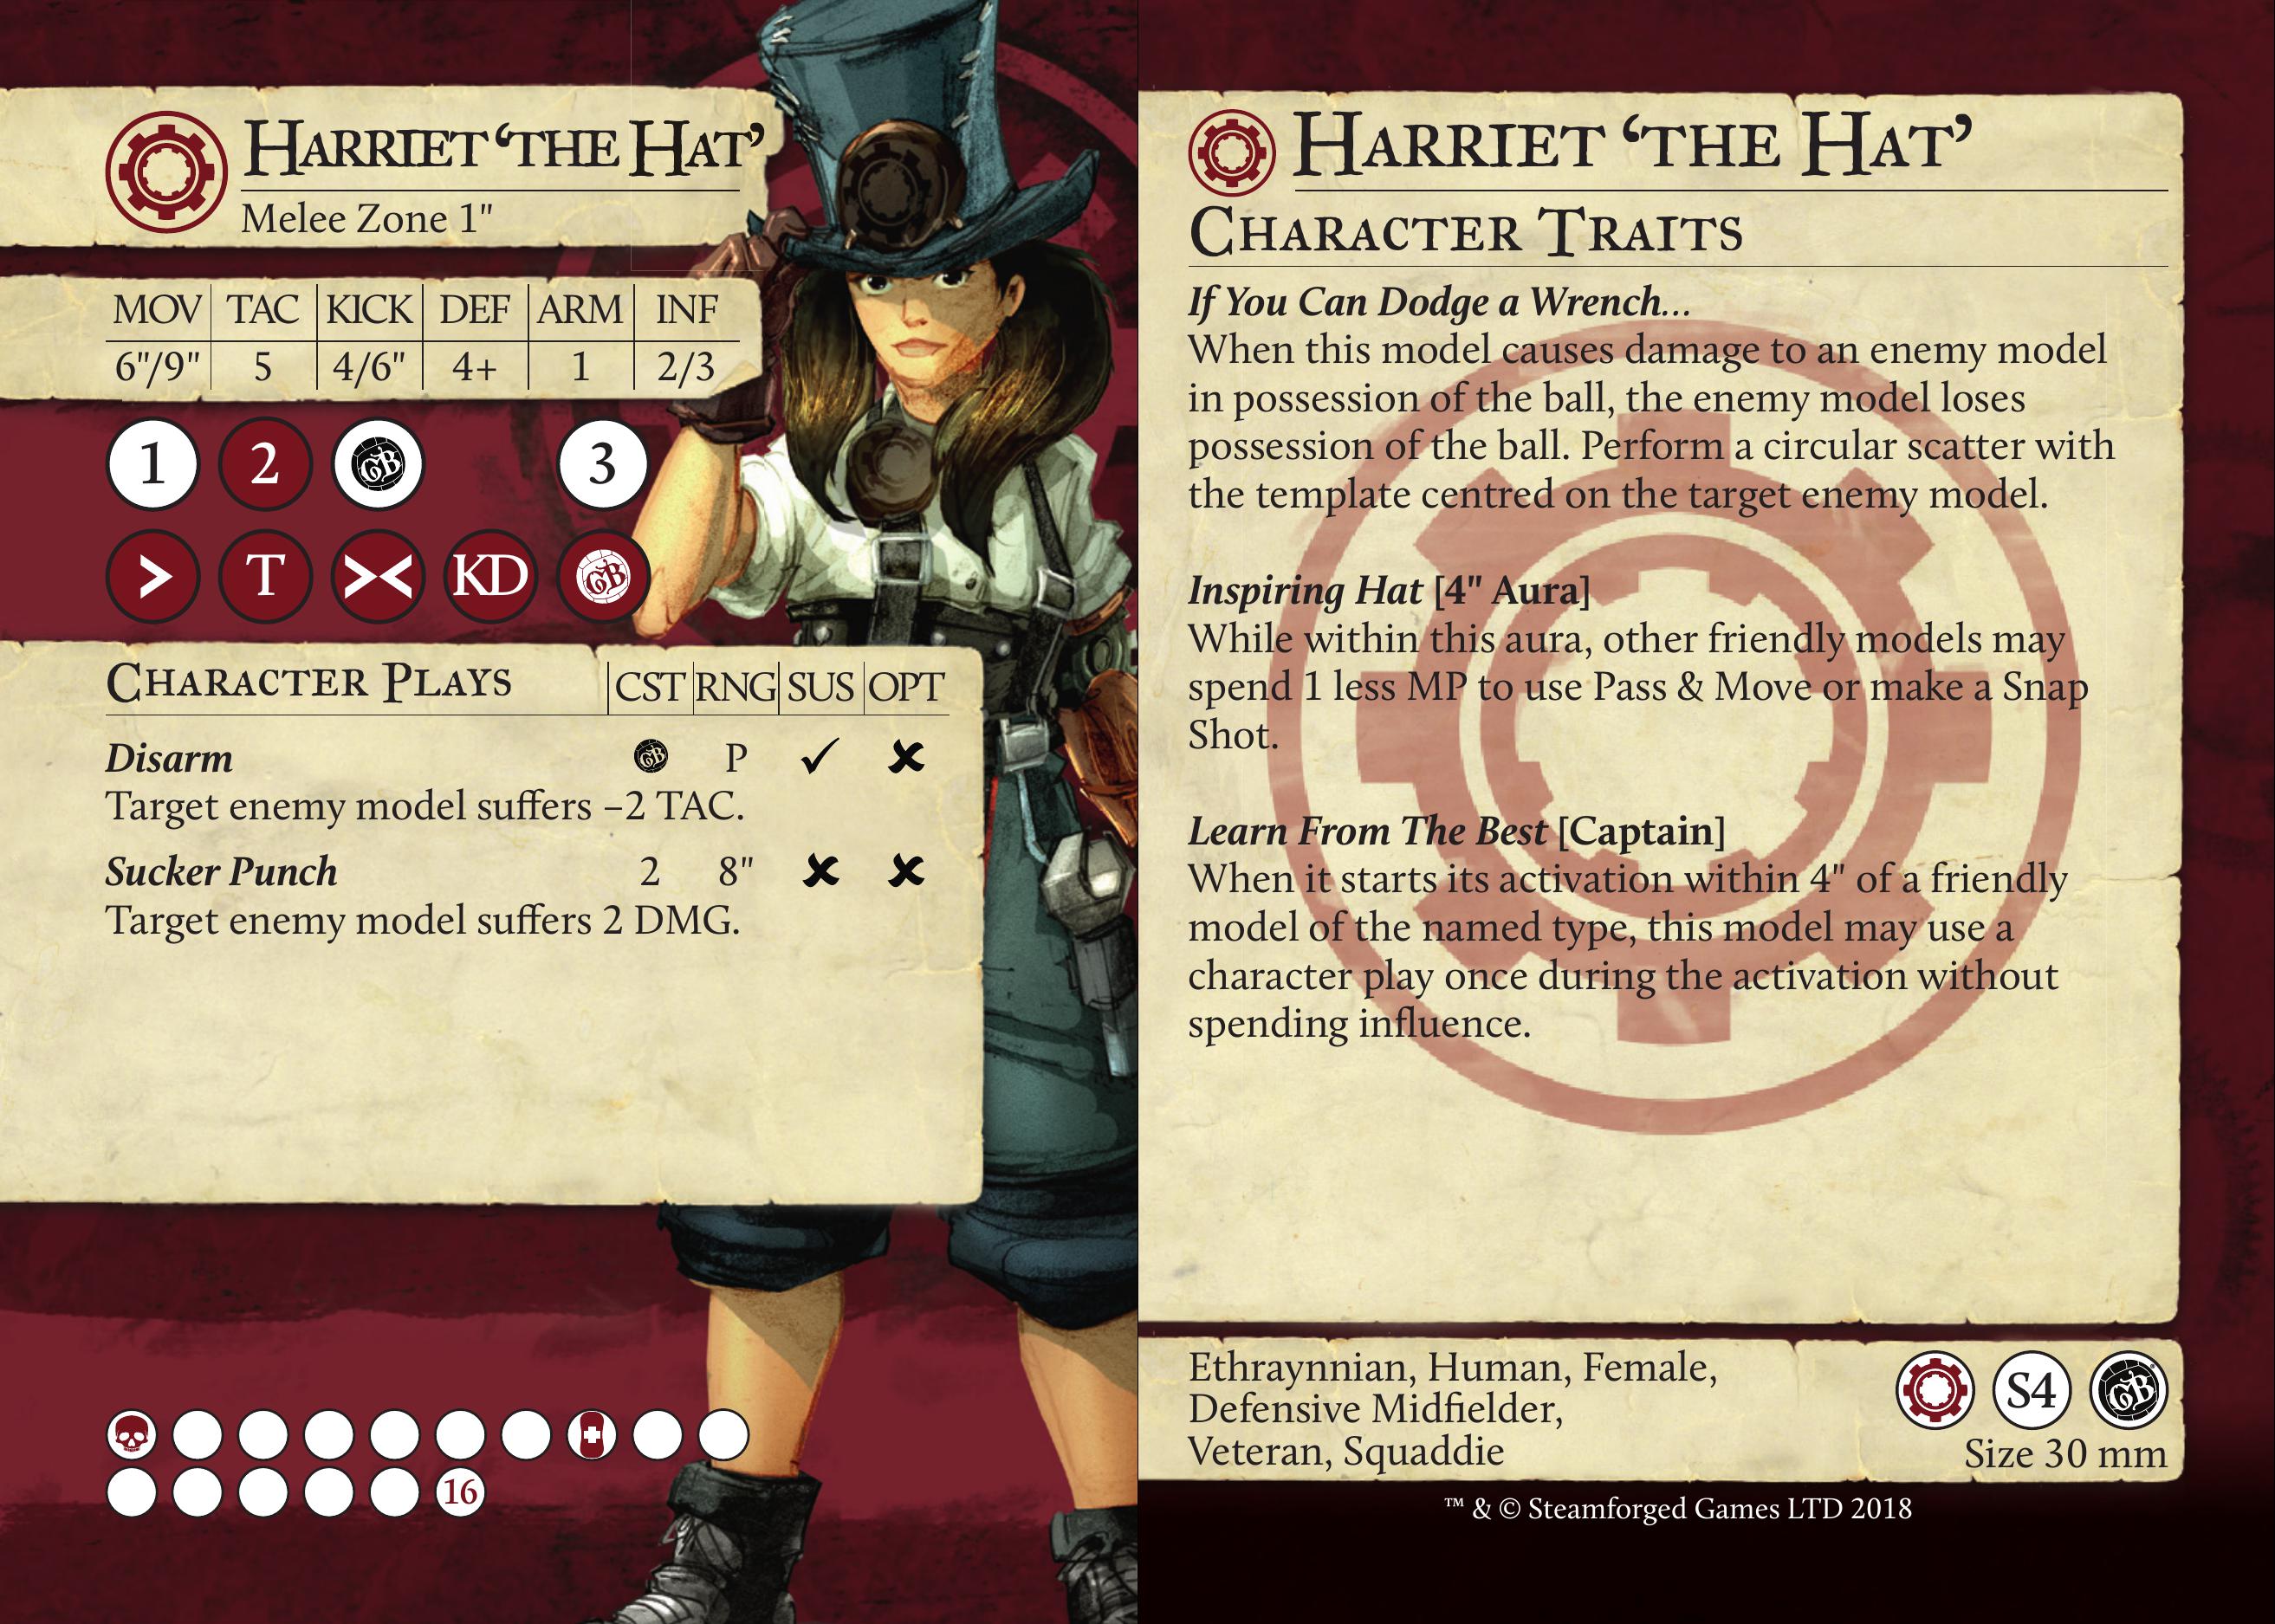 HARRIET ‘THE HAT’
Melee Zone 1"
MOV TAC KICK DEF ARM INF
6"/9" 5 4/6" 4+ 1 2/3
1 2 GB 3
> T >< KD GB
CHARACTER PLAYS CST RNG SUS OPT
Disarm GB P ✓ ✘
Target enemy model suffers –2 TAC.
Sucker Punch 2 8" ✘ ✘
Target enemy model suffers 2 DMG.
16
HARRIET ‘THE HAT’
CHARACTER TRAITS
If You Can Dodge a Wrench...
When this model causes damage to an enemy model
in possession of the ball, the enemy model loses
possession of the ball. Perform a circular scatter with
the template centred on the target enemy model.
Inspiring Hat [4" Aura]
While within this aura, other friendly models may
spend 1 less MP to use Pass & Move or make a Snap
Shot.
Learn From The Best [Captain]
When it starts its activation within 4" of a friendly
model of the named type, this model may use a
character play once during the activation without
spending influence.
Ethraynnian, Human, Female,
Defensive Midfielder,
Veteran, Squaddie
S4 GB
Size 30 mm
™ & © Steamforged Games LTD 2018